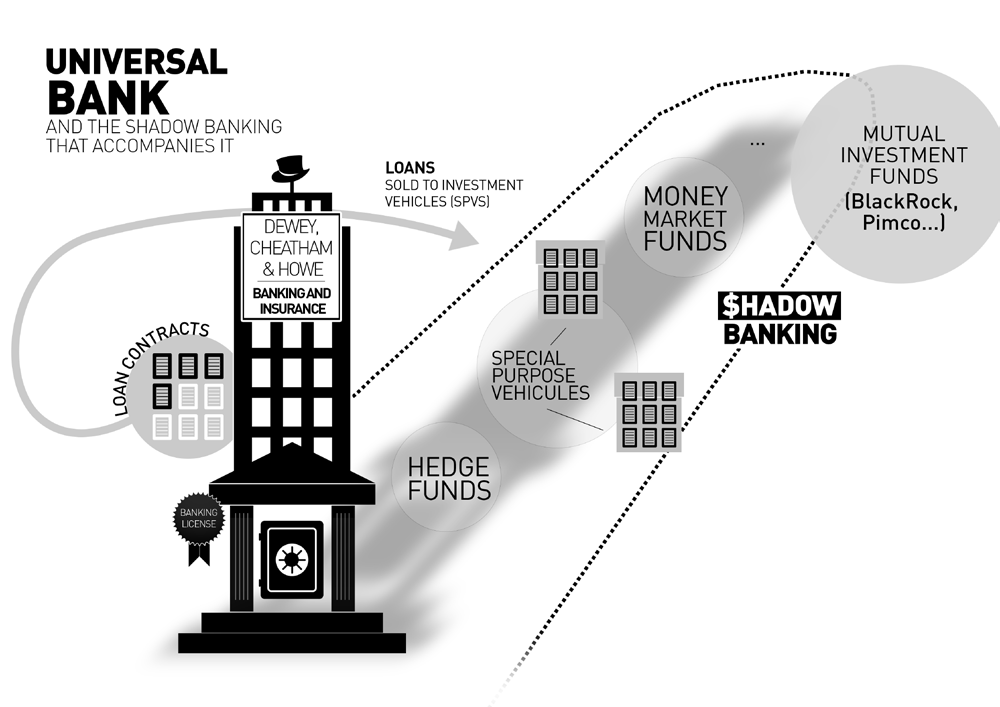 UNIVERSAL
BANK
AND THE SHADOW BANKING
THAT ACCOMPANIES IT
LOANS
SOLD TO INVESTMENT
VEHICLES (SPVS)
DEWEY,
CHEATHAM
& HOWE
BANKING AND
INSURANCE
LOAN CONTRACTS
BANKING
LICENSE
HEDGE
FUNDS
SPECIAL
PURPOSE
VEHICULES
MONEY
MARKET
FUNDS
...
MUTUAL
INVESTMENT
FUNDS
(BlackRock,
Pimco...)
$HADOW
BANKING